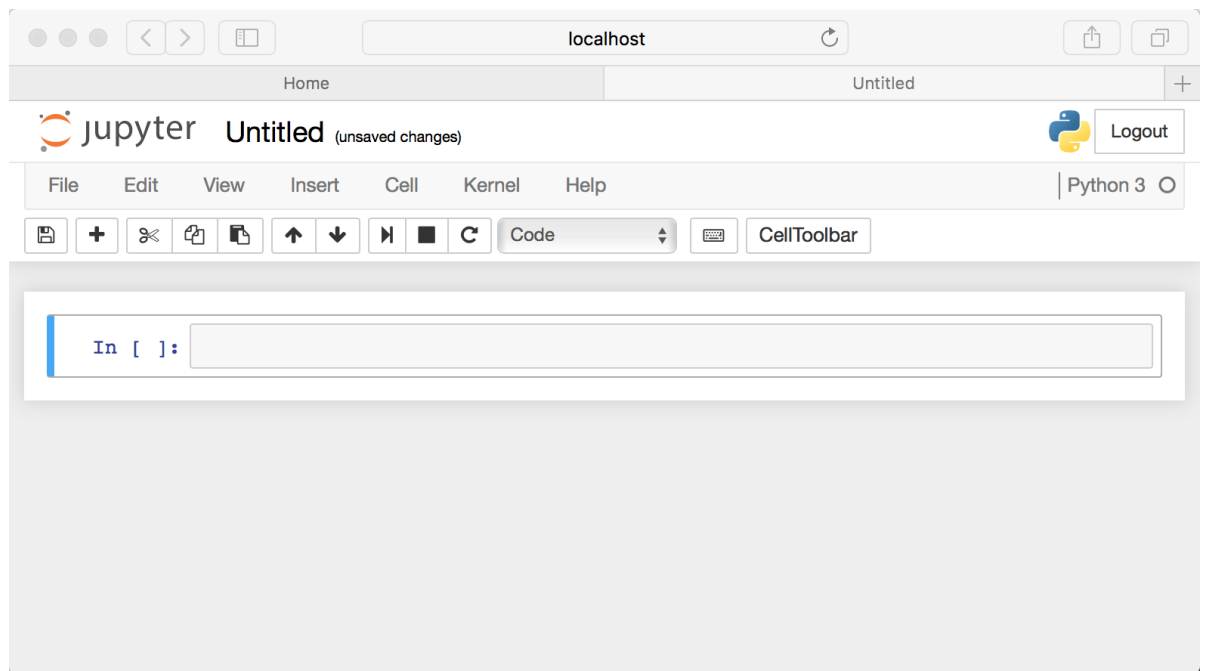 localhost
Home Untitled
jupyter Untitled (unsaved changes) Logout
File Edit View Insert Cell Kernel Help Python 3
Code CellToolbar
In [ ]: